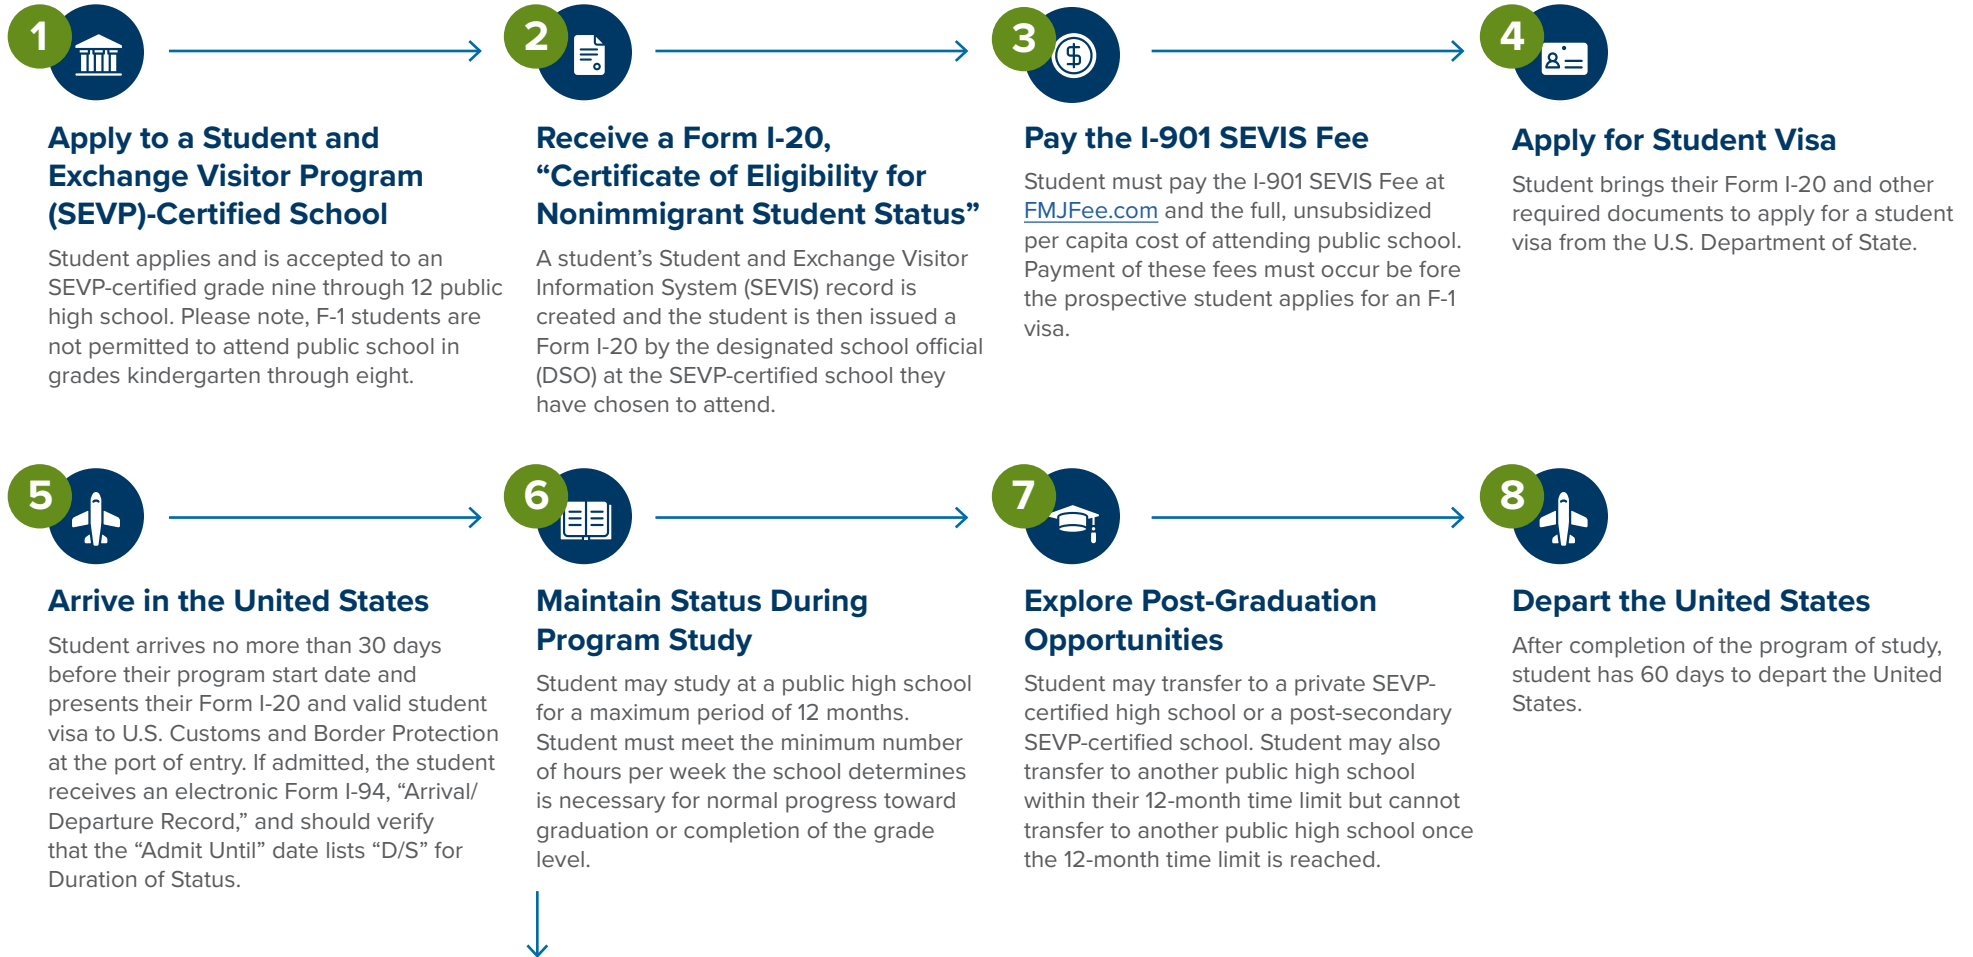 1
Apply to a Student and
Exchange Visitor Program
(SEVP)-Certified School
Student applies and is accepted to an
SEVP-certified grade nine through 12 public
high school. Please note, F-1 students are
not permitted to attend public school in
grades kindergarten through eight.
2
Receive a Form I-20,
“Certificate of Eligibility for
Nonimmigrant Student Status”
A student’s Student and Exchange Visitor
Information System (SEVIS) record is
created and the student is then issued a
Form I-20 by the designated school official
(DSO) at the SEVP-certified school they
have chosen to attend.
3
Pay the I-901 SEVIS Fee
Student must pay the I-901 SEVIS Fee at
FMJFee.com and the full, unsubsidized
per capita cost of attending public school.
Payment of these fees must occur be fore
the prospective student applies for an F-1
visa.
4
Apply for Student Visa
Student brings their Form I-20 and other
required documents to apply for a student
visa from the U.S. Department of State.
5
Arrive in the United States
Student arrives no more than 30 days
before their program start date and
presents their Form I-20 and valid student
visa to U.S. Customs and Border Protection
at the port of entry. If admitted, the student
receives an electronic Form I-94, “Arrival/
Departure Record,” and should verify
that the “Admit Until” date lists “D/S” for
Duration of Status.
6
Maintain Status During
Program Study
Student may study at a public high school
for a maximum period of 12 months.
Student must meet the minimum number
of hours per week the school determines
is necessary for normal progress toward
graduation or completion of the grade
level.
7
Explore Post-Graduation
Opportunities
Student may transfer to a private SEVP-
certified high school or a post-secondary
SEVP-certified school. Student may also
transfer to another public high school
within their 12-month time limit but cannot
transfer to another public high school once
the 12-month time limit is reached.
8
Depart the United States
After completion of the program of study,
student has 60 days to depart the United
States.